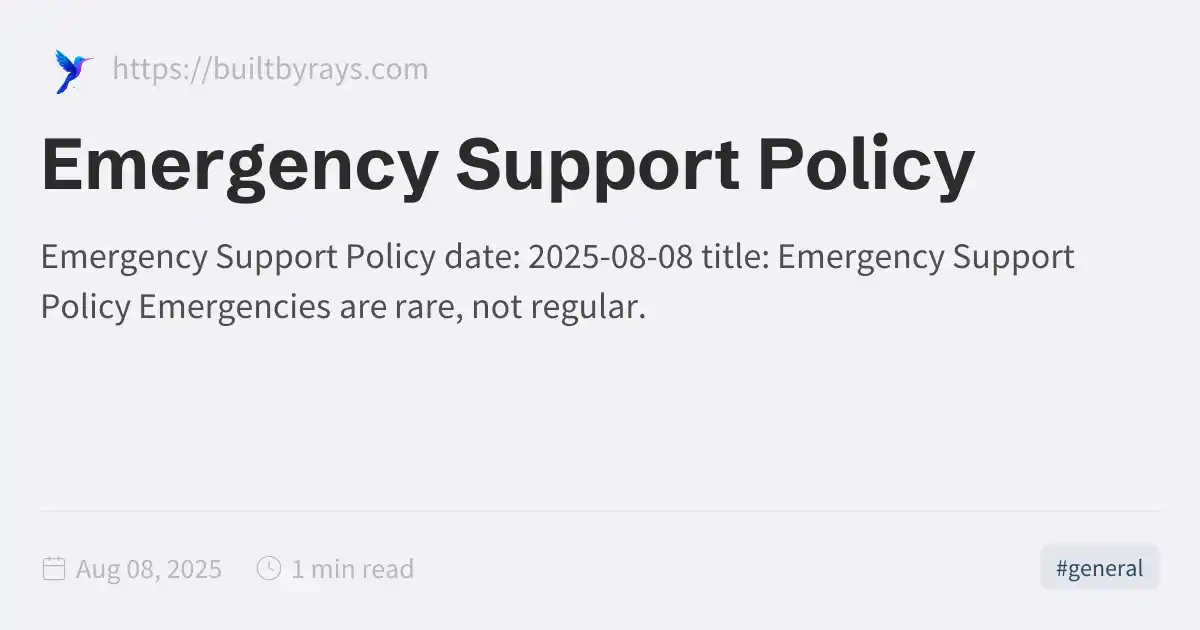 https://builtbyrays.com
Emergency Support Policy
Emergency Support Policy date: 2025-08-08 title: Emergency Support
Policy Emergencies are rare, not regular.
Aug 08, 2025 1 min read #general